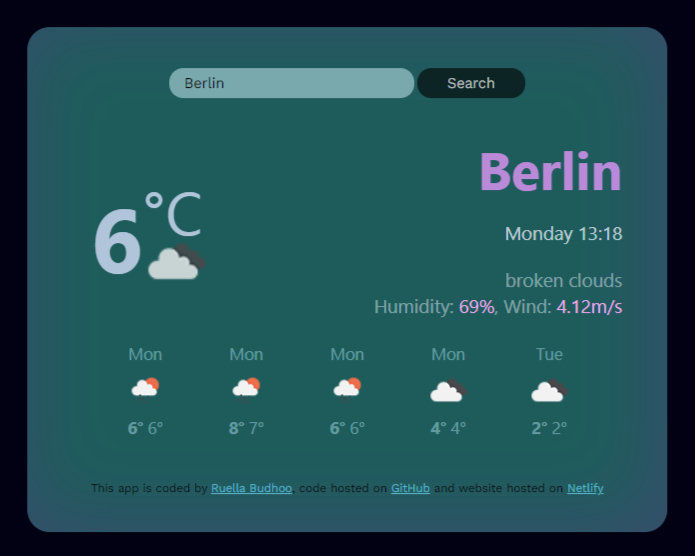 Berlin Search
Berlin
6°C
Monday 13:18
broken clouds
Humidity: 69%, Wind: 4.12m/s
Mon Mon Mon Mon Tue
6° 6° 8° 7° 6° 6° 4° 4° 2° 2°
This app is coded by Ruella Budhoo, code hosted on GitHub and website hosted on Netlify